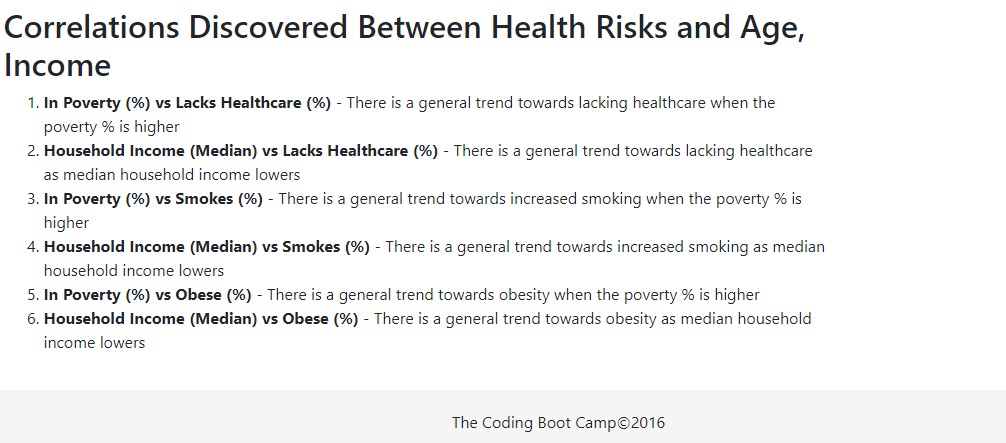 Correlations Discovered Between Health Risks and Age,
Income
1. In Poverty (%) vs Lacks Healthcare (%) - There is a general trend towards lacking healthcare when the
poverty % is higher
2. Household Income (Median) vs Lacks Healthcare (%) - There is a general trend towards lacking healthcare
as median household income lowers
3. In Poverty (%) vs Smokes (%) - There is a general trend towards increased smoking when the poverty % is
higher
4. Household Income (Median) vs Smokes (%) - There is a general trend towards increased smoking as median
household income lowers
5. In Poverty (%) vs Obese (%) - There is a general trend towards obesity when the poverty % is higher
6. Household Income (Median) vs Obese (%) - There is a general trend towards obesity as median household
income lowers
The Coding Boot Camp©2016